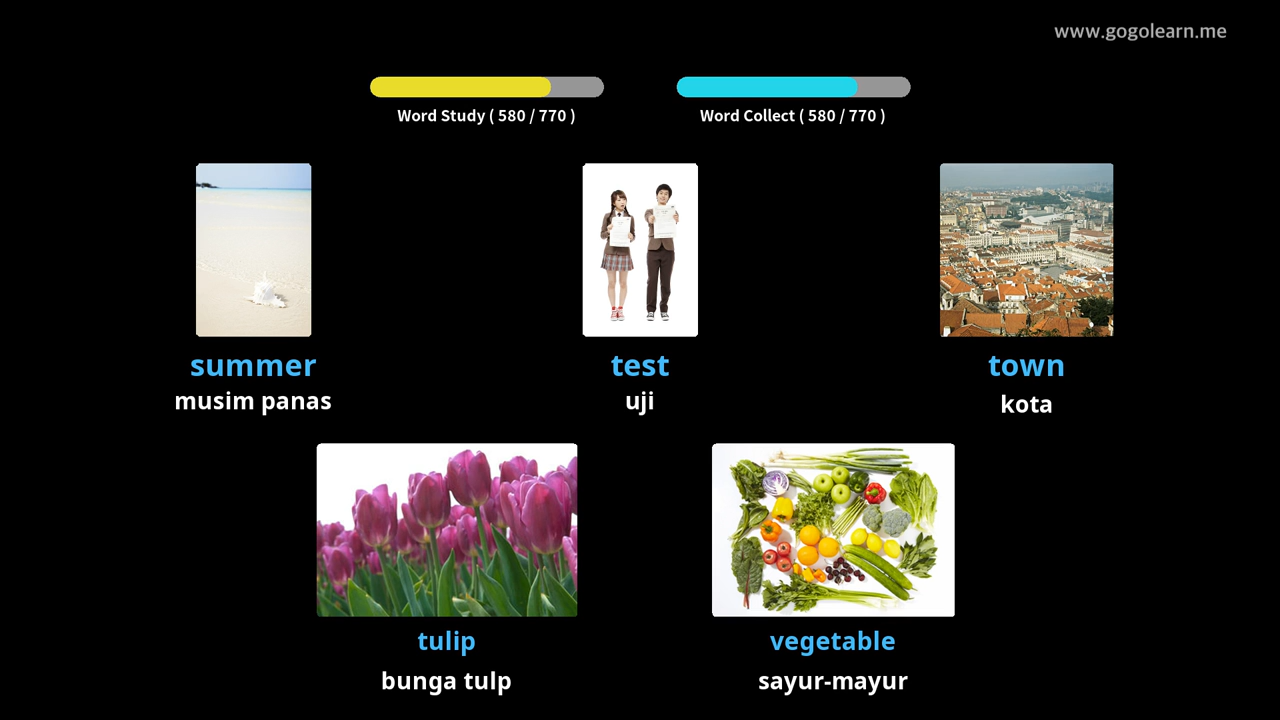 www.gogolearn.me
Word Study ( 580 / 770 )
Word Collect ( 580 / 770 )
summer
musim panas
test
uji
town
kota
tulip
bunga tulp
vegetable
sayur-mayur